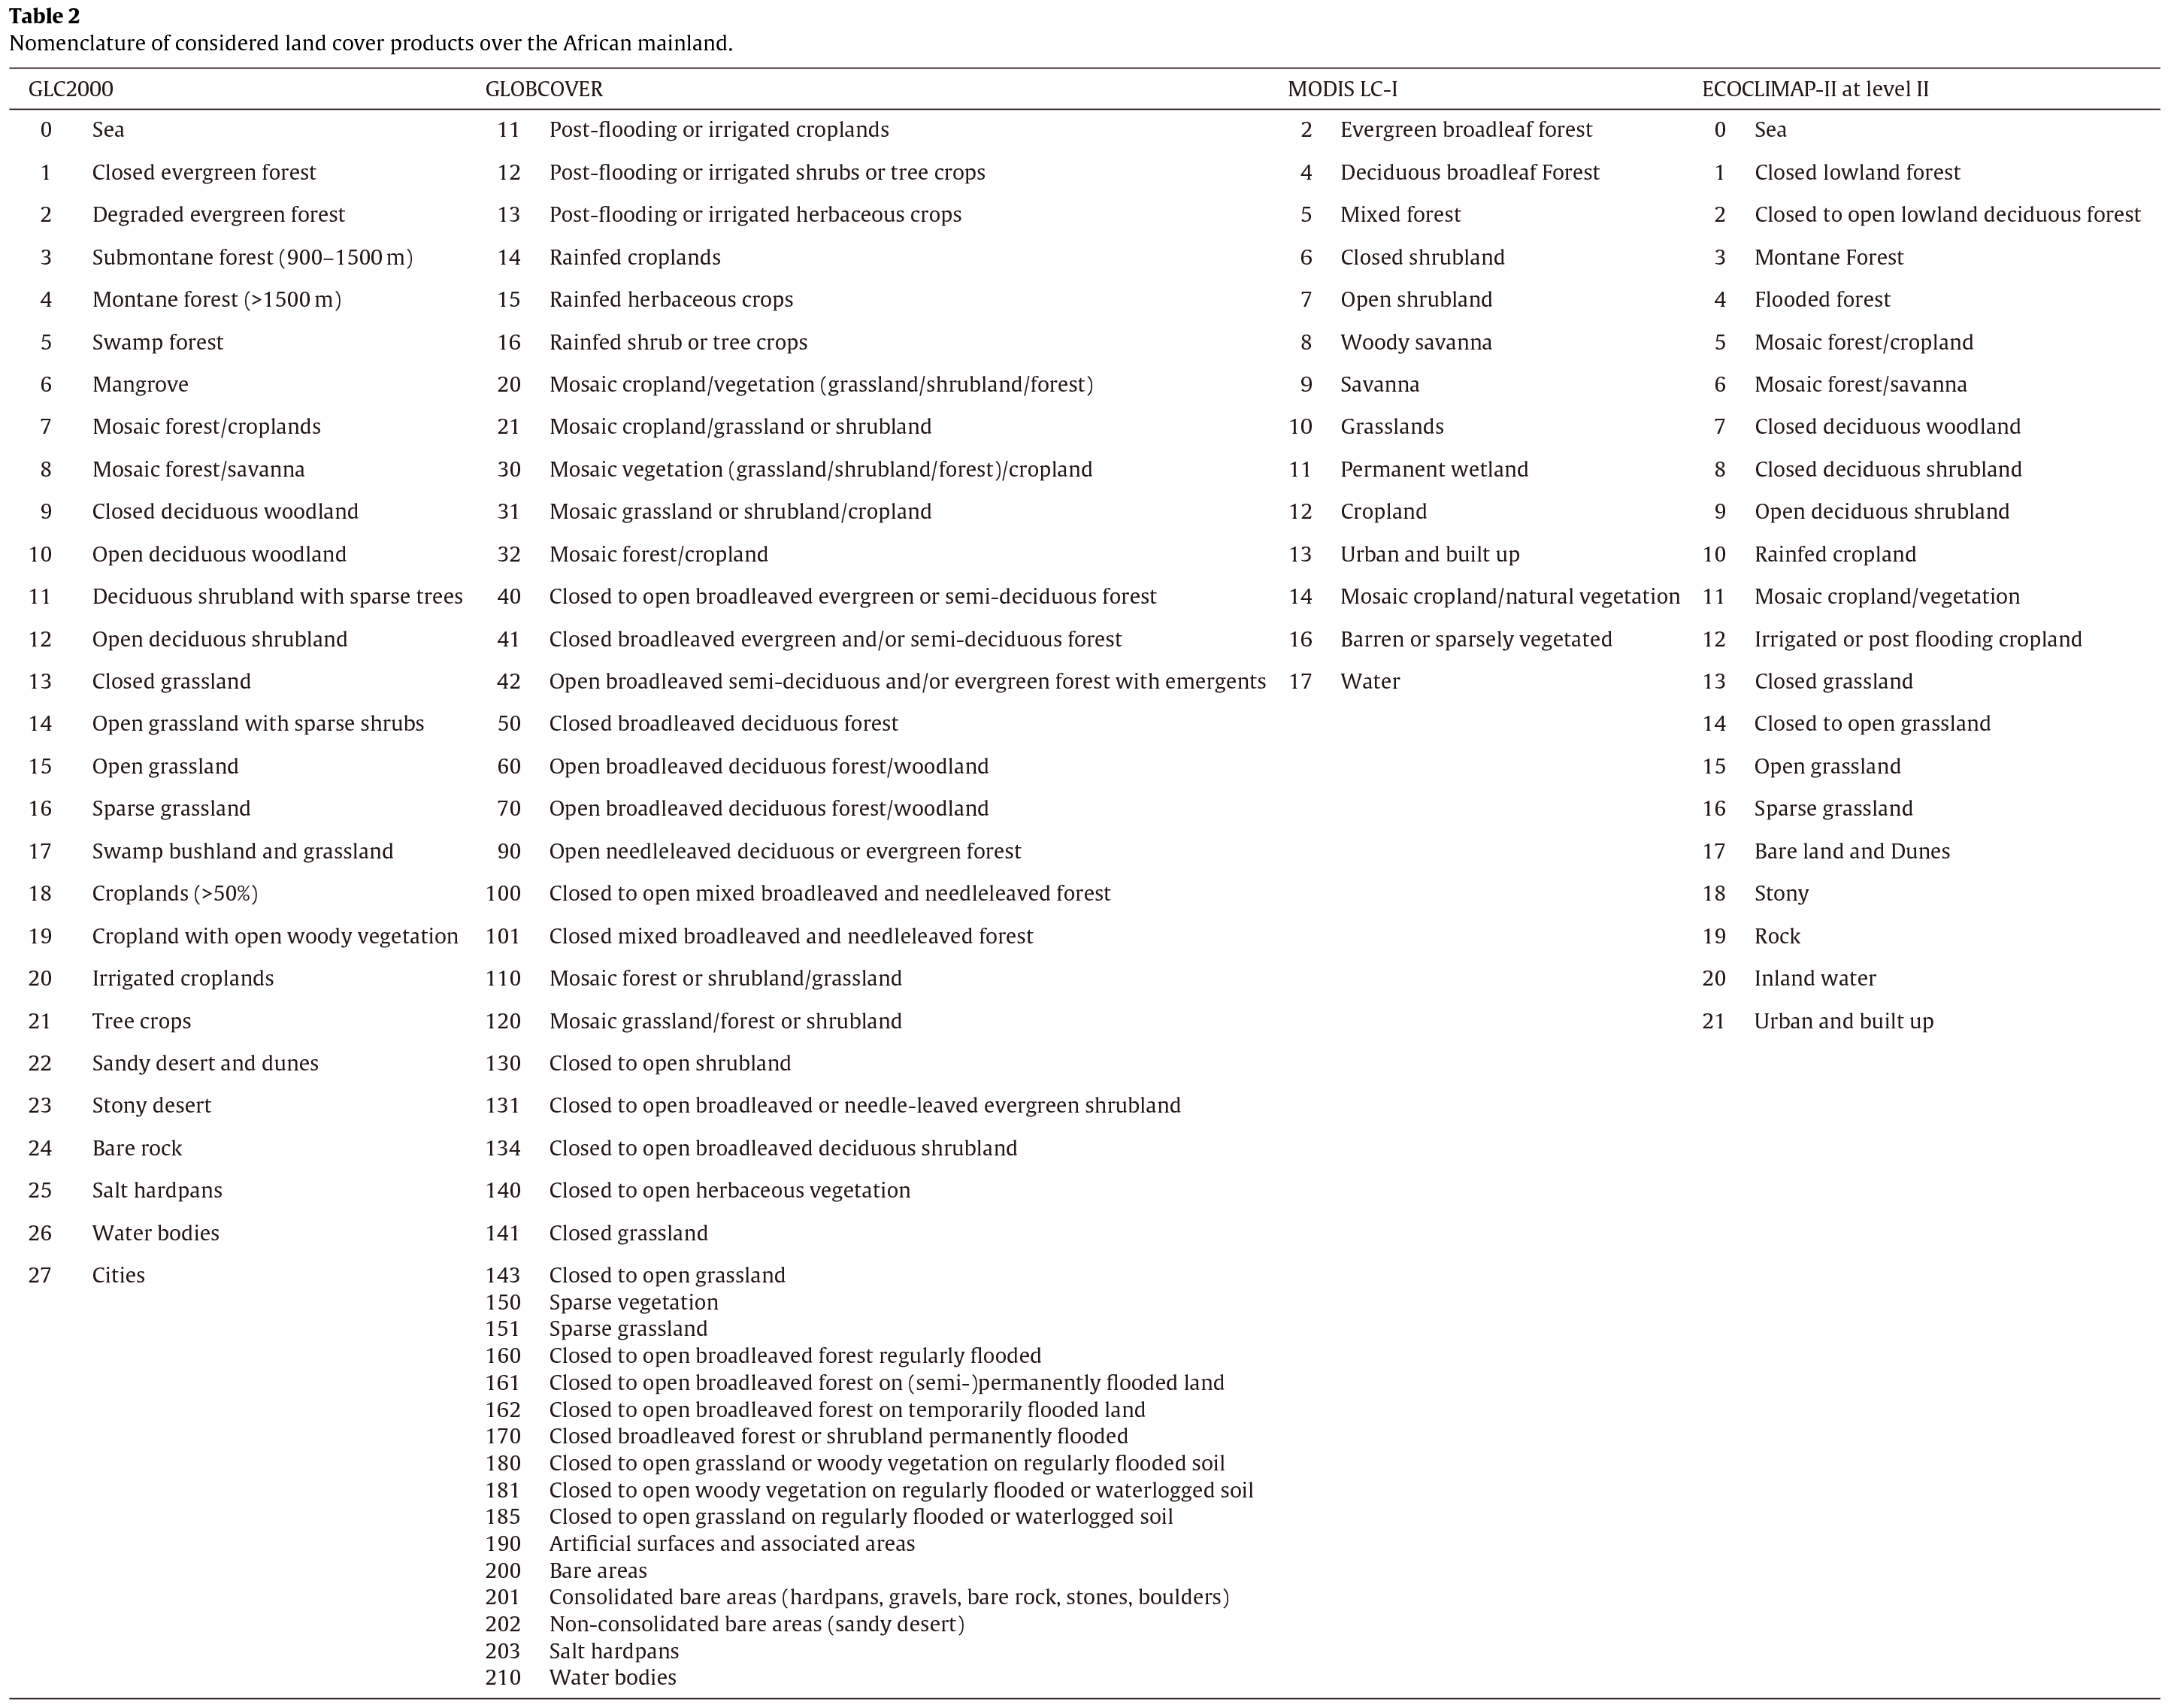 Table 2
Nomenclature of considered land cover products over the African mainland.
GLC2000 GLOBCOVER MODIS LC-I ECOCLIMAP-II at level II
0 Sea 11 Post-flooding or irrigated croplands 2 Evergreen broadleaf forest 0 Sea
1 Closed evergreen forest 12 Post-flooding or irrigated shrubs or tree crops 4 Deciduous broadleaf Forest 1 Closed lowland forest
2 Degraded evergreen forest 13 Post-flooding or irrigated herbaceous crops 5 Mixed forest 2 Closed to open lowland deciduous forest
3 Submontane forest (900–1500 m) 14 Rainfed croplands 6 Closed shrubland 3 Montane Forest
4 Montane forest (>1500 m) 15 Rainfed herbaceous crops 7 Open shrubland 4 Flooded forest
5 Swamp forest 16 Rainfed shrub or tree crops 8 Woody savanna 5 Mosaic forest/cropland
6 Mangrove 20 Mosaic cropland/vegetation (grassland/shrubland/forest) 9 Savanna 6 Mosaic forest/savanna
7 Mosaic forest/croplands 21 Mosaic cropland/grassland or shrubland 10 Grasslands 7 Closed deciduous woodland
8 Mosaic forest/savanna 30 Mosaic vegetation (grassland/shrubland/forest)/cropland 11 Permanent wetland 8 Closed deciduous shrubland
9 Closed deciduous woodland 31 Mosaic grassland or shrubland/cropland 12 Cropland 9 Open deciduous shrubland
10 Open deciduous woodland 32 Mosaic forest/cropland 13 Urban and built up 10 Rainfed cropland
11 Deciduous shrubland with sparse trees 40 Closed to open broadleaved evergreen or semi-deciduous forest 14 Mosaic cropland/natural vegetation 11 Mosaic cropland/vegetation
12 Open deciduous shrubland 41 Closed broadleaved evergreen and/or semi-deciduous forest 16 Barren or sparsely vegetated 12 Irrigated or post flooding cropland
13 Closed grassland 42 Open broadleaved semi-deciduous and/or evergreen forest with emergents 17 Water 13 Closed grassland
14 Open grassland with sparse shrubs 50 Closed broadleaved deciduous forest 14 Closed to open grassland
15 Open grassland 60 Open broadleaved deciduous forest/woodland 15 Open grassland
16 Sparse grassland 70 Open broadleaved deciduous forest/woodland 16 Sparse grassland
17 Swamp bushland and grassland 90 Open needleleaved deciduous or evergreen forest 17 Bare land and Dunes
18 Croplands (>50%) 100 Closed to open mixed broadleaved and needleleaved forest 18 Stony
19 Cropland with open woody vegetation 101 Closed mixed broadleaved and needleleaved forest 19 Rock
20 Irrigated croplands 110 Mosaic forest or shrubland/grassland 20 Inland water
21 Tree crops 120 Mosaic grassland/forest or shrubland 21 Urban and built up
22 Sandy desert and dunes 130 Closed to open shrubland
23 Stony desert 131 Closed to open broadleaved or needle-leaved evergreen shrubland
24 Bare rock 134 Closed to open broadleaved deciduous shrubland
25 Salt hardpans 140 Closed to open herbaceous vegetation
26 Water bodies 141 Closed grassland
27 Cities 143 Closed to open grassland
150 Sparse vegetation
151 Sparse grassland
160 Closed to open broadleaved forest regularly flooded
161 Closed to open broadleaved forest on (semi-)permanently flooded land
162 Closed to open broadleaved forest on temporarily flooded land
170 Closed broadleaved forest or shrubland permanently flooded
180 Closed to open grassland or woody vegetation on regularly flooded soil
181 Closed to open woody vegetation on regularly flooded or waterlogged soil
185 Closed to open grassland on regularly flooded or waterlogged soil
190 Artificial surfaces and associated areas
200 Bare areas
201 Consolidated bare areas (hardpans, gravels, bare rock, stones, boulders)
202 Non-consolidated bare areas (sandy desert)
203 Salt hardpans
210 Water bodies